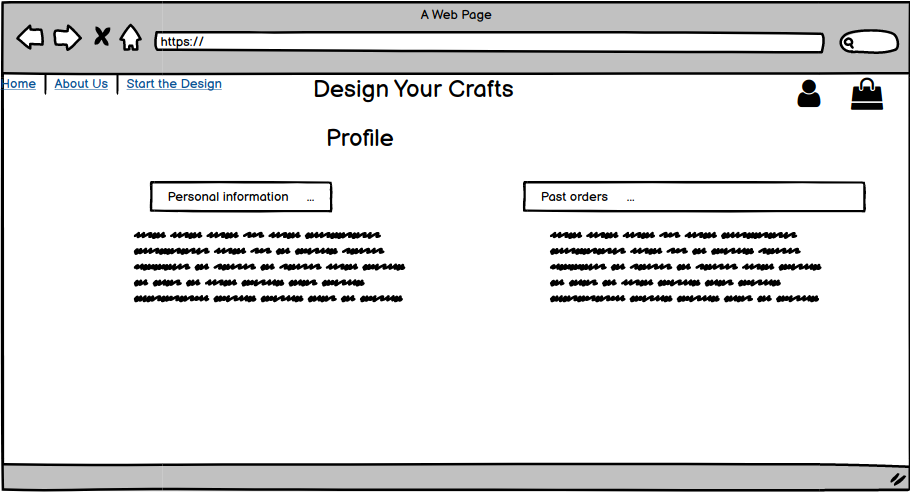 A Web Page
https://
Home
About Us
Start the Design
Design Your Crafts
Profile
Personal information ...
Past orders ...